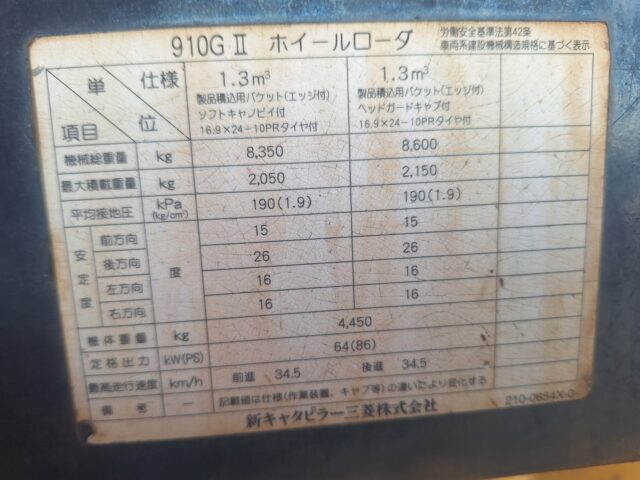 910G Ⅱ ホイールローダ
労働安全基準法第42条
車両系建設機械構造規格に基づく表示
単 仕様
項目 位
1.3m³
製品積込用バケット(エッジ付)
ソフトキャノピイ付
16.9×24-10PRタイヤ付
1.3m³
製品積込用バケット(エッジ付)
ヘッドガードキャブ付
16.9×24-10PRタイヤ付
機械総重量 kg 8,350 8,600
最大積載重量 kg 2,050 2,150
平均接地圧 kPa (kg/cm²) 190(1.9) 190(1.9)
安定度 度
前方向 15 15
後方向 26 26
左方向 16 16
右方向 16 16
機体重量 kg 4,450
定格出力 kW(PS) 64(86)
最高走行速度 km/h 前進 34.5 後進 34.5
備考 — 記載値は仕様(作業装置、キャブ等)の違いにより変化する
新キャタピラー三菱株式会社
210-0654X-0